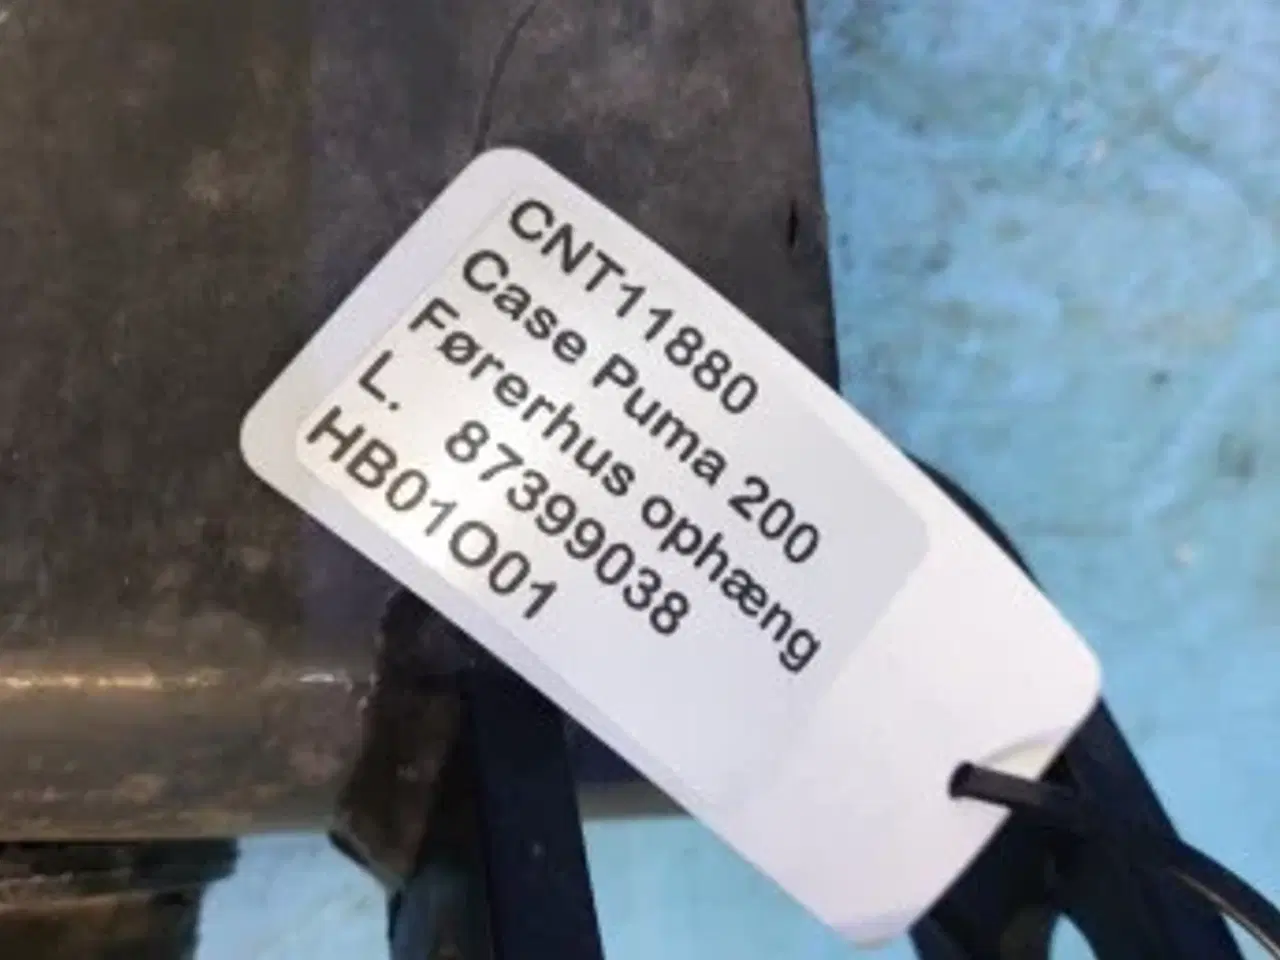 CNT11880
Case Puma 200
Førerhus ophæng
L. 87399038
HB01O01